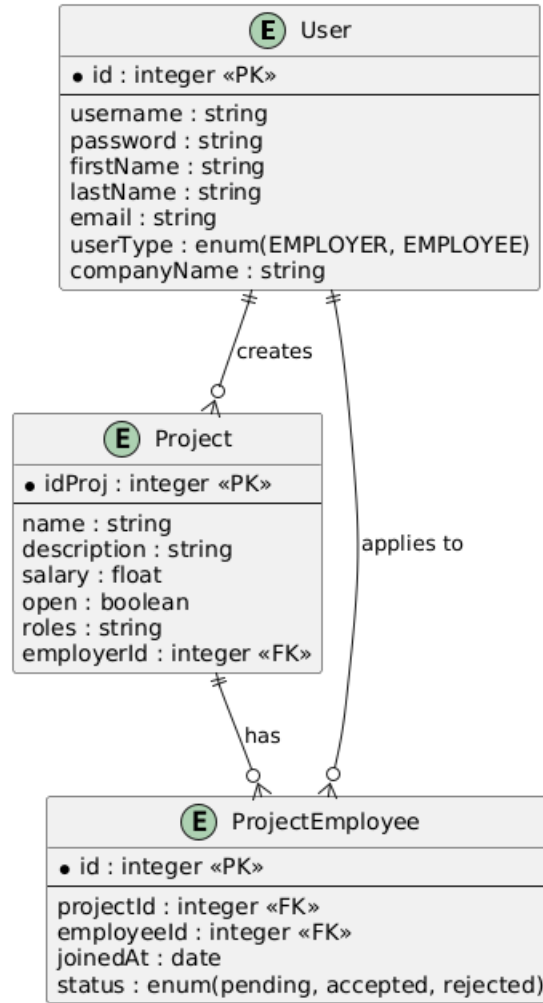 E User
• id : integer «PK»
username : string
password : string
firstName : string
lastName : string
email : string
userType : enum(EMPLOYER, EMPLOYEE)
companyName : string
creates
E Project
• idProj : integer «PK»
name : string
description : string
salary : float
open : boolean
roles : string
employerId : integer «FK»
applies to
has
E ProjectEmployee
• id : integer «PK»
projectId : integer «FK»
employeeId : integer «FK»
joinedAt : date
status : enum(pending, accepted, rejected)